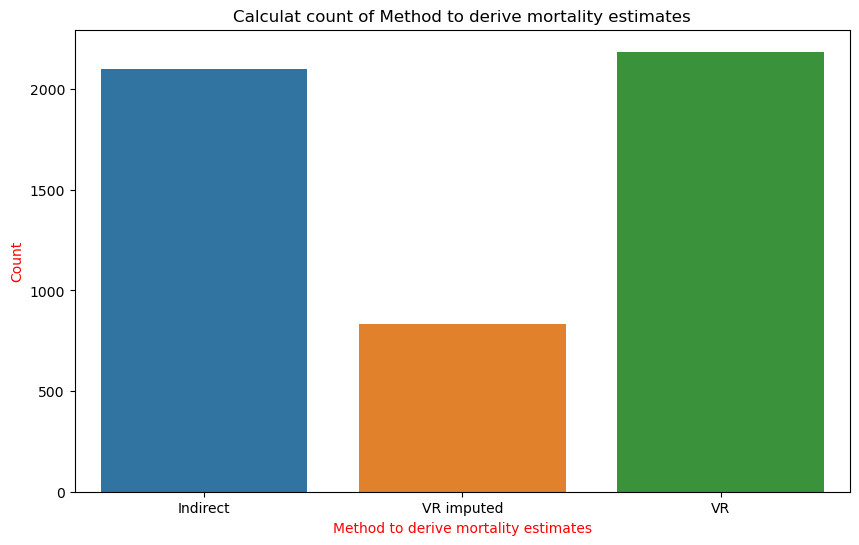 Calculat count of Method to derive mortality estimates
2000
1500
1000
500
0
Count
Indirect VR imputed VR
Method to derive mortality estimates